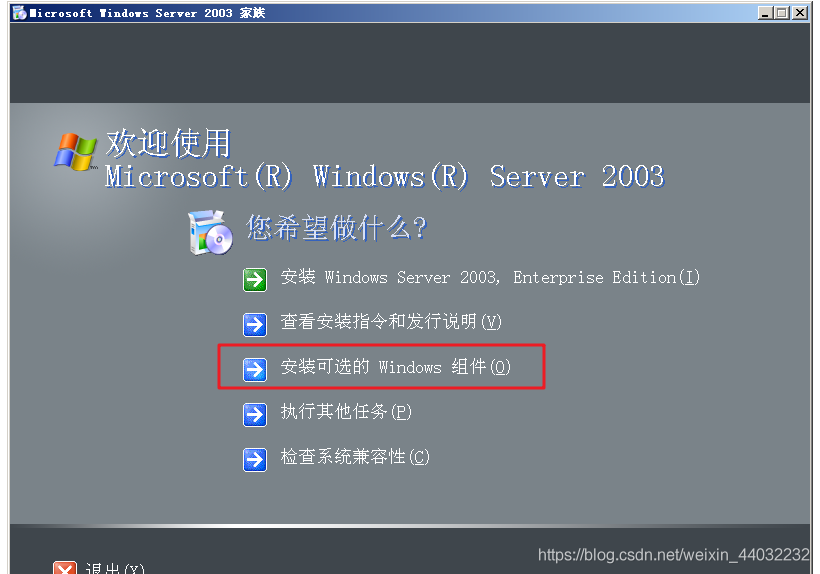 Microsoft Windows Server 2003 家族
欢迎使用
Microsoft(R) Windows(R) Server 2003
您希望做什么?
安装 Windows Server 2003, Enterprise Edition(I)
查看安装指令和发行说明(V)
安装可选的 Windows 组件(O)
执行其他任务(P)
检查系统兼容性(C)
https://blog.csdn.net/weixin_44032232
退出(X)